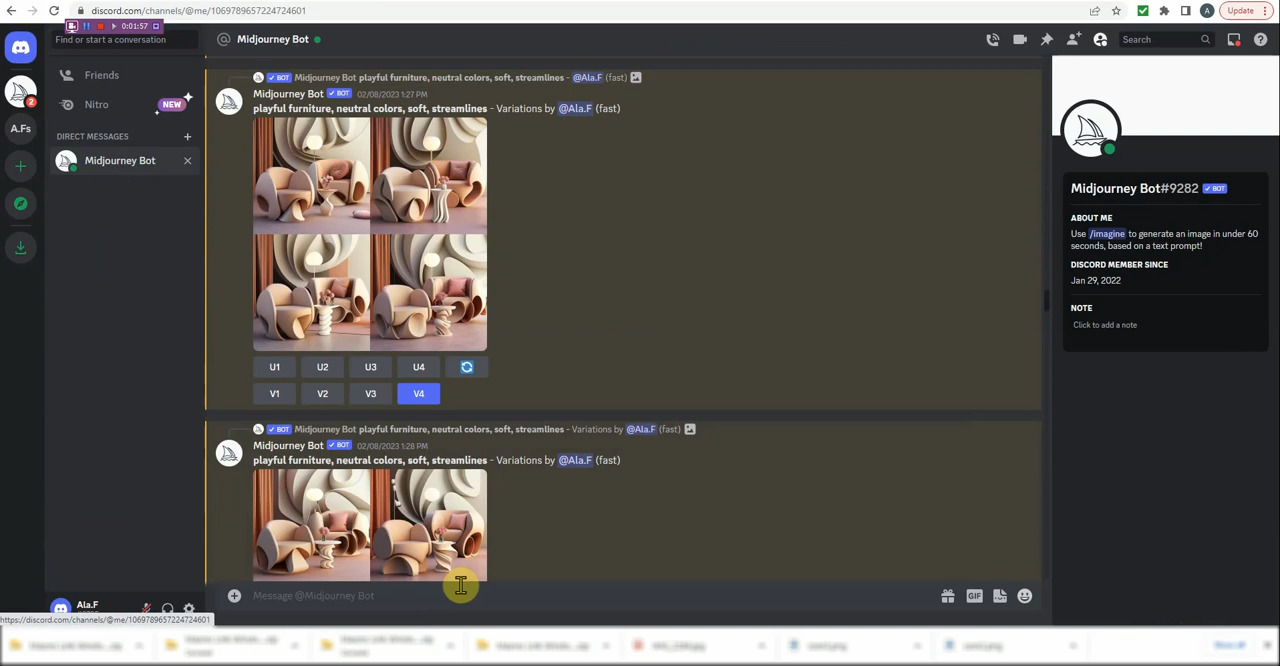 discord.com/channels/@me/1069789657224724601
A
Update
0:01:57
Find or start a conversation
Midjourney Bot
Search
Friends
Nitro
NEW
2
A.Fs
DIRECT MESSAGES
Midjourney Bot
BOT Midjourney Bot playful furniture, neutral colors, soft, streamlines - @Ala.F (fast)
Midjourney Bot BOT 02/08/2023 1:27 PM
playful furniture, neutral colors, soft, streamlines - Variations by @Ala.F (fast)
U1 U2 U3 U4
V1 V2 V3 V4
BOT Midjourney Bot playful furniture, neutral colors, soft, streamlines - Variations by @Ala.F (fast)
Midjourney Bot BOT 02/08/2023 1:28 PM
playful furniture, neutral colors, soft, streamlines - Variations by @Ala.F (fast)
Message @Midjourney Bot
GIF
Midjourney Bot#9282 BOT
ABOUT ME
Use /imagine to generate an image in under 60
seconds, based on a text prompt!
DISCORD MEMBER SINCE
Jan 29, 2022
NOTE
Click to add a note
Ala.F
https://discord.com/channels/@me/1069789657224724601